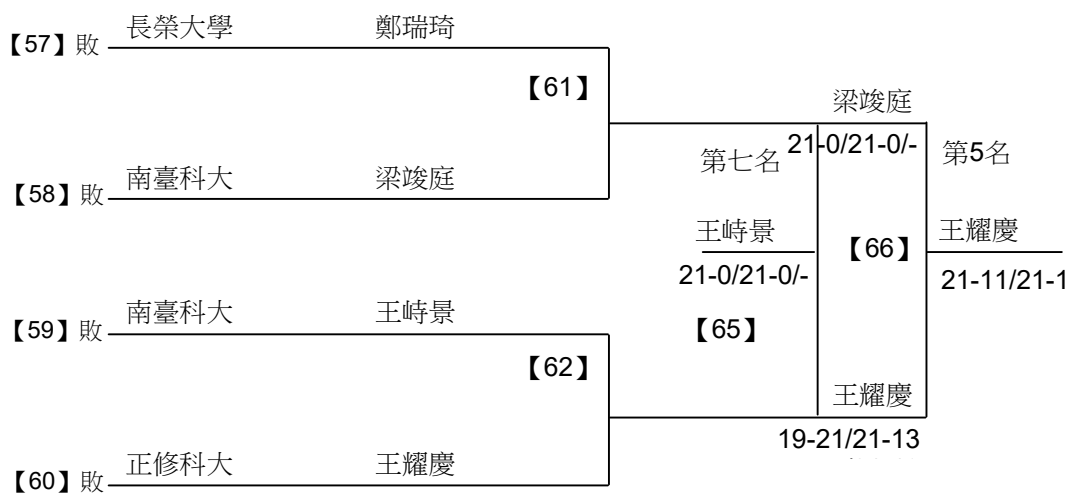 【57】敗 長榮大學 鄭瑞琦
【61】
梁竣庭
21-0/21-0/-
第七名
第5名
【58】敗 南臺科大 梁竣庭
王峙景
【66】
王耀慶
21-0/21-0/-
21-11/21-1
【59】敗 南臺科大 王峙景
【65】
【62】
王耀慶
19-21/21-13
【60】敗 正修科大 王耀慶